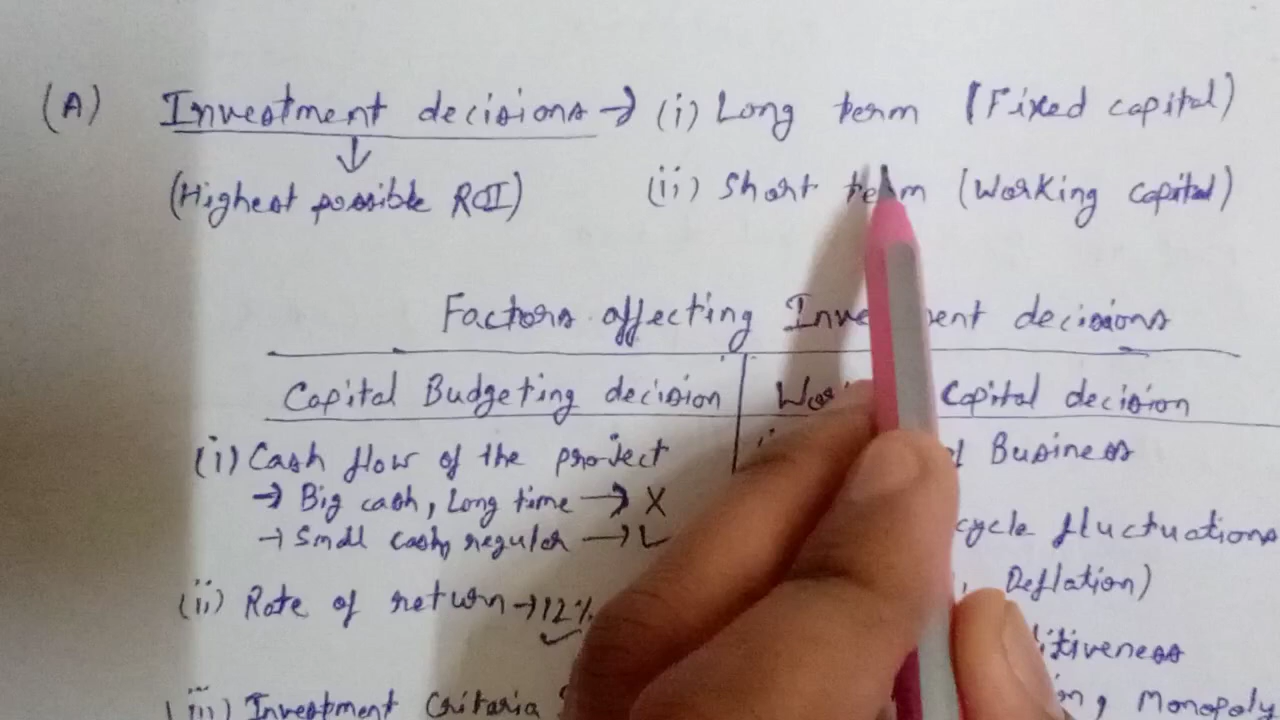 (A) Investment decisions → (i) Long term (Fixed capital)
(Highest possible ROI) (ii) Short term (Working capital)
Factors affecting Investment decisions
Capital Budgeting decision
Capital decision
(i) Cash flow of the project
Business
→ Big cash, Long time → X
→ Small cash, regular → ✓
cycle fluctuations
Deflation)
(ii) Rate of return → 12%
(iii) Investment Critaria
Monopoly